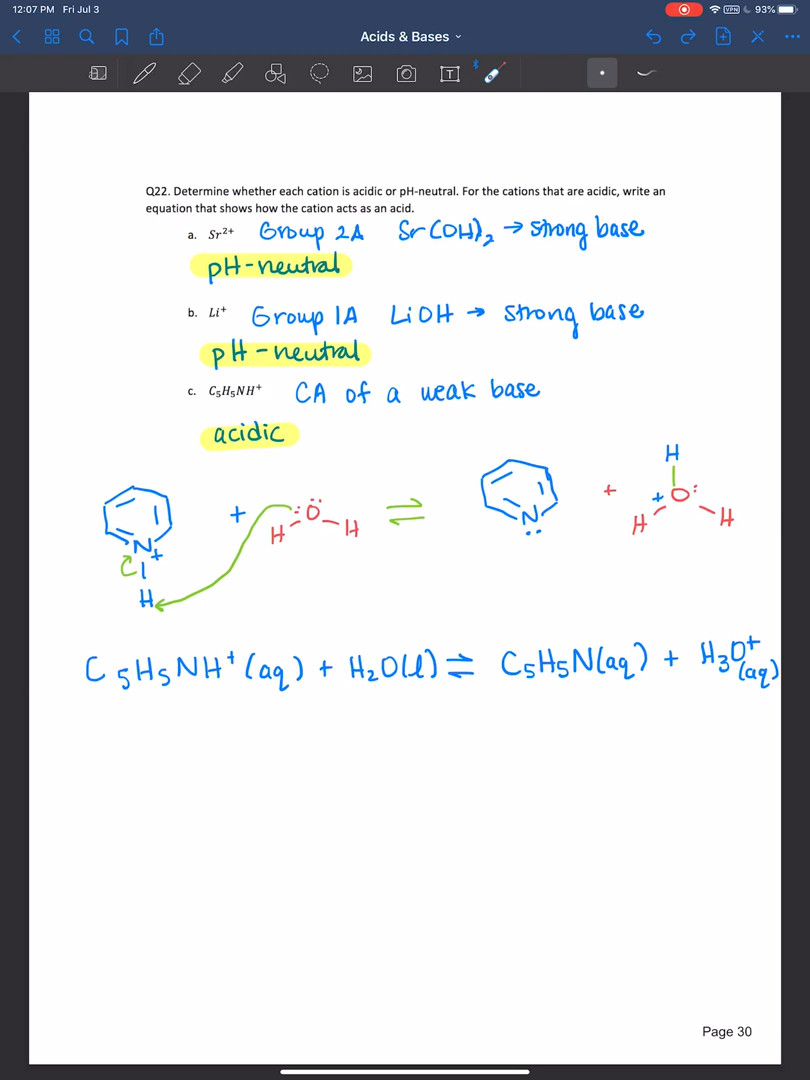 12:07 PM Fri Jul 3
VPN 93%
Acids & Bases
T
Q22. Determine whether each cation is acidic or pH-neutral. For the cations that are acidic, write an
equation that shows how the cation acts as an acid.
a. Sr²⁺ Group 2A Sr(OH)₂ → strong base
pH-neutral
b. Li⁺ Group 1A LiOH → strong base
pH-neutral
c. C₅H₅NH⁺ CA of a weak base
acidic
N⁺ H + :Ö H H ⇌ N: + H O: ⁺ H H
C₅H₅NH⁺(aq) + H₂O(l) ⇌ C₅H₅N(aq) + H₃O⁺(aq)
Page 30